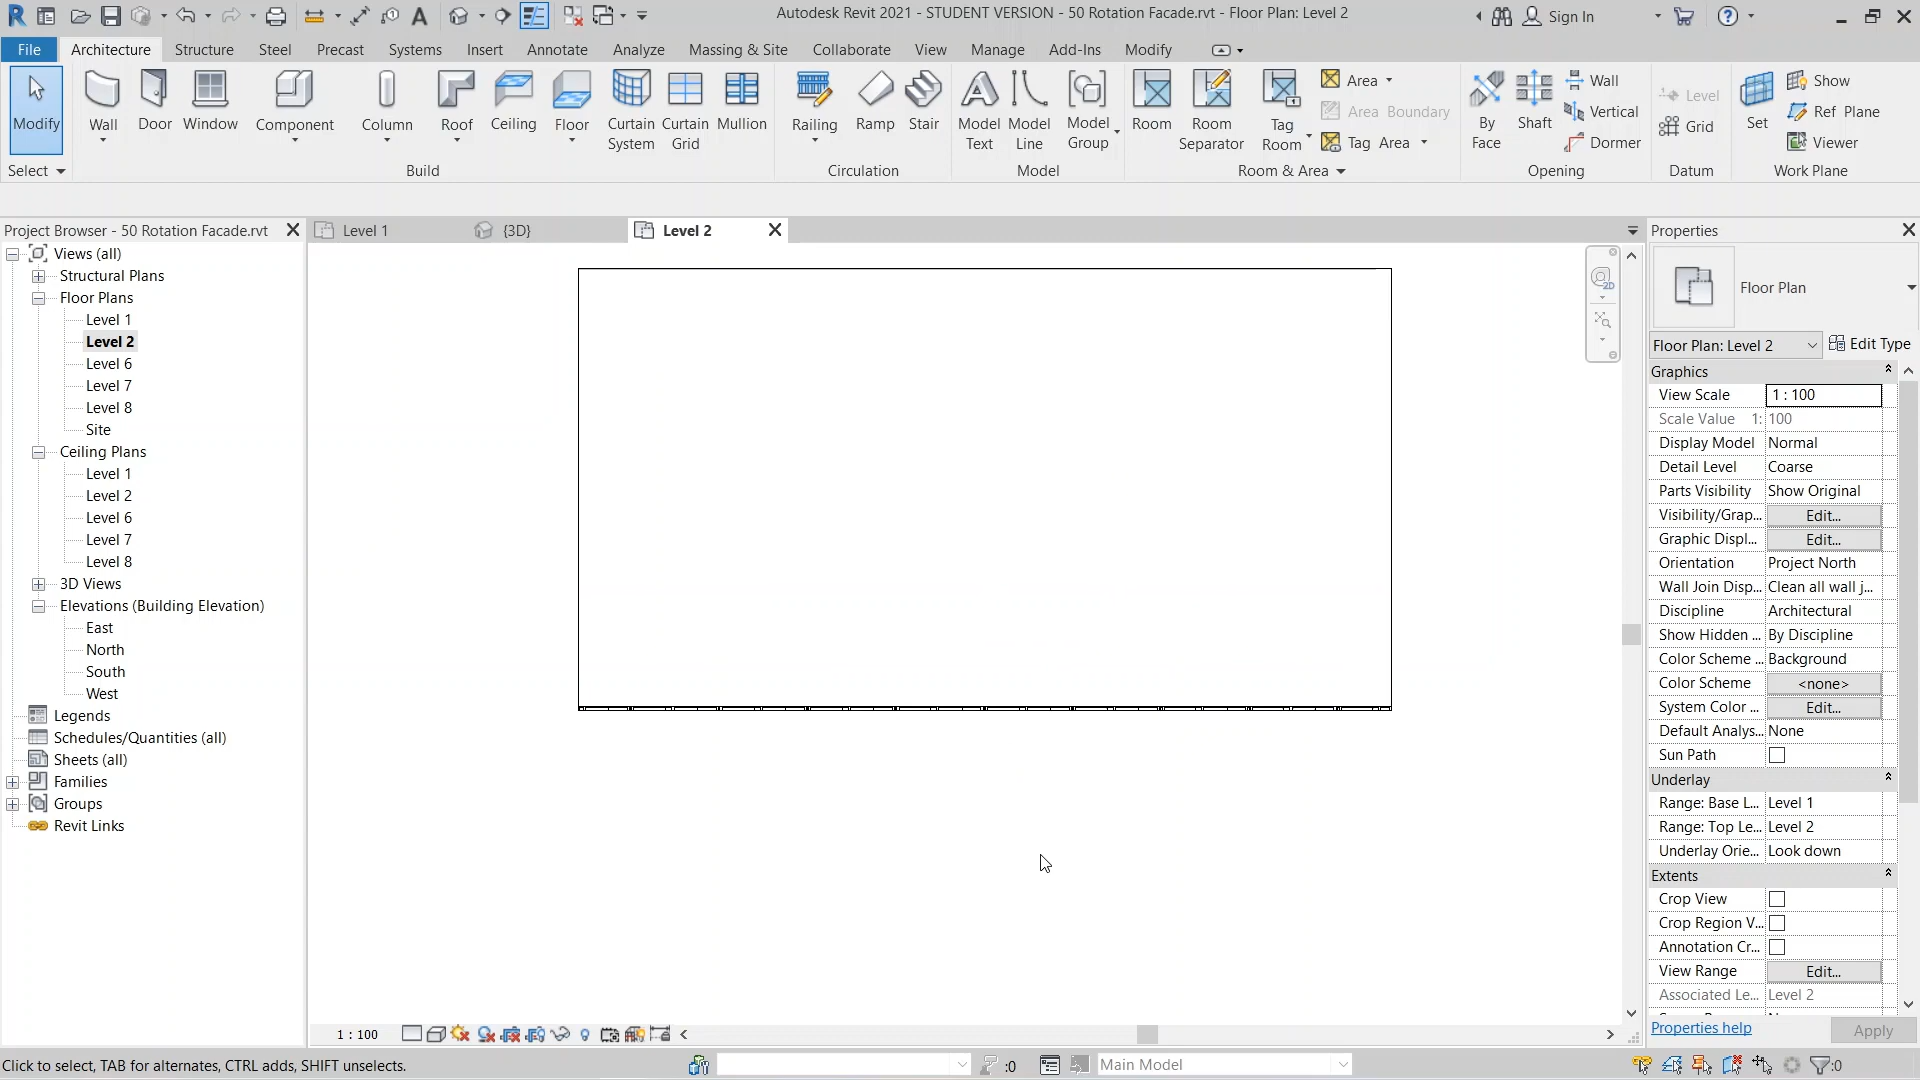 Autodesk Revit 2021 - STUDENT VERSION - 50 Rotation Facade.rvt - Floor Plan: Level 2
Sign In
File Architecture Structure Steel Precast Systems Insert Annotate Analyze Massing & Site Collaborate View Manage Add-Ins Modify
Modify
Wall
Door
Window
Component
Column
Roof
Ceiling
Floor
Curtain System
Curtain Grid
Mullion
Railing
Ramp
Stair
Model Text
Model Line
Model Group
Room
Room Separator
Tag Room
Area
Area Boundary
Tag Area
By Face
Shaft
Wall
Vertical
Dormer
Level
Grid
Set
Show
Ref Plane
Viewer
Select
Build
Circulation
Model
Room & Area
Opening
Datum
Work Plane
Project Browser - 50 Rotation Facade.rvt
Views (all)
Structural Plans
Floor Plans
Level 1
Level 2
Level 6
Level 7
Level 8
Site
Ceiling Plans
Level 1
Level 2
Level 6
Level 7
Level 8
3D Views
Elevations (Building Elevation)
East
North
South
West
Legends
Schedules/Quantities (all)
Sheets (all)
Families
Groups
Revit Links
Level 1
{3D}
Level 2
2D
Properties
Floor Plan
Floor Plan: Level 2
Edit Type
Graphics
View Scale 1 : 100
Scale Value 1: 100
Display Model Normal
Detail Level Coarse
Parts Visibility Show Original
Visibility/Grap... Edit...
Graphic Displ... Edit...
Orientation Project North
Wall Join Disp... Clean all wall j...
Discipline Architectural
Show Hidden ... By Discipline
Color Scheme ... Background
Color Scheme <none>
System Color ... Edit...
Default Analys... None
Sun Path
Underlay
Range: Base L... Level 1
Range: Top Le... Level 2
Underlay Orie... Look down
Extents
Crop View
Crop Region V...
Annotation Cr...
View Range Edit...
Associated Le... Level 2
Properties help
Apply
1 : 100
Click to select, TAB for alternates, CTRL adds, SHIFT unselects.
:0
Main Model
:0